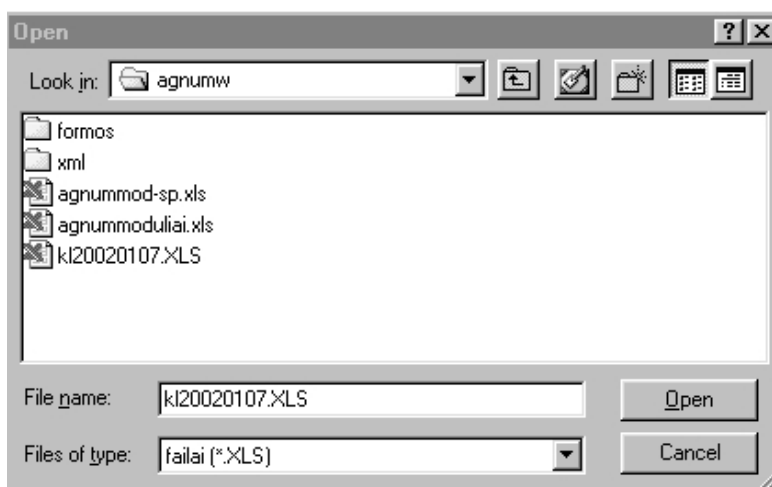 Open
Look in: agnumw
formos
xml
agnummod-sp.xls
agnummoduliai.xls
kl20020107.XLS
File name: kl20020107.XLS Open
Files of type: failai (*.XLS) Cancel